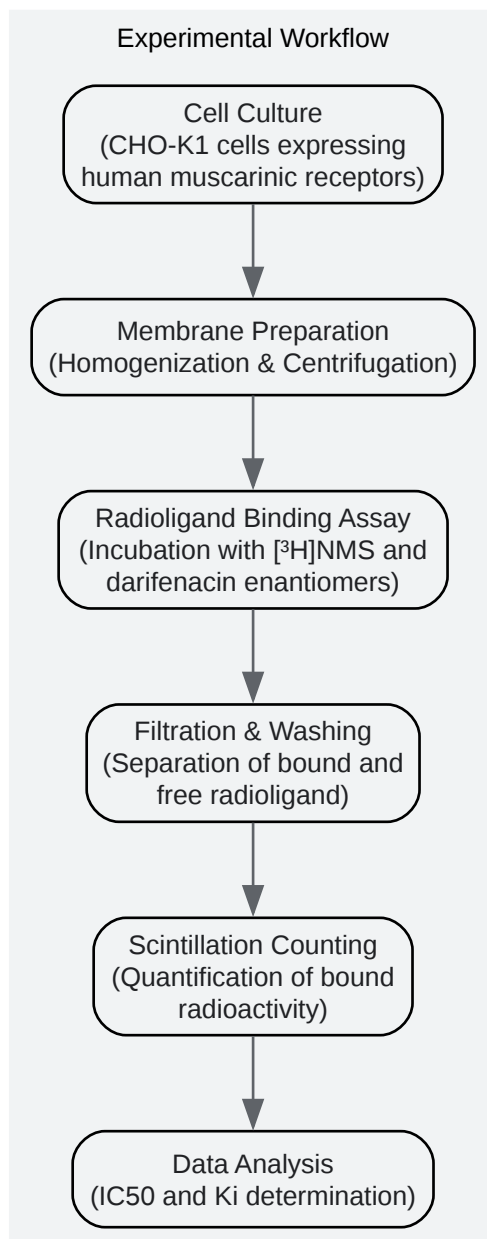 Experimental Workflow
Cell Culture
(CHO-K1 cells expressing
human muscarinic receptors)
Membrane Preparation
(Homogenization & Centrifugation)
Radioligand Binding Assay
(Incubation with [³H]NMS and
darifenacin enantiomers)
Filtration & Washing
(Separation of bound and
free radioligand)
Scintillation Counting
(Quantification of bound
radioactivity)
Data Analysis
(IC50 and Ki determination)